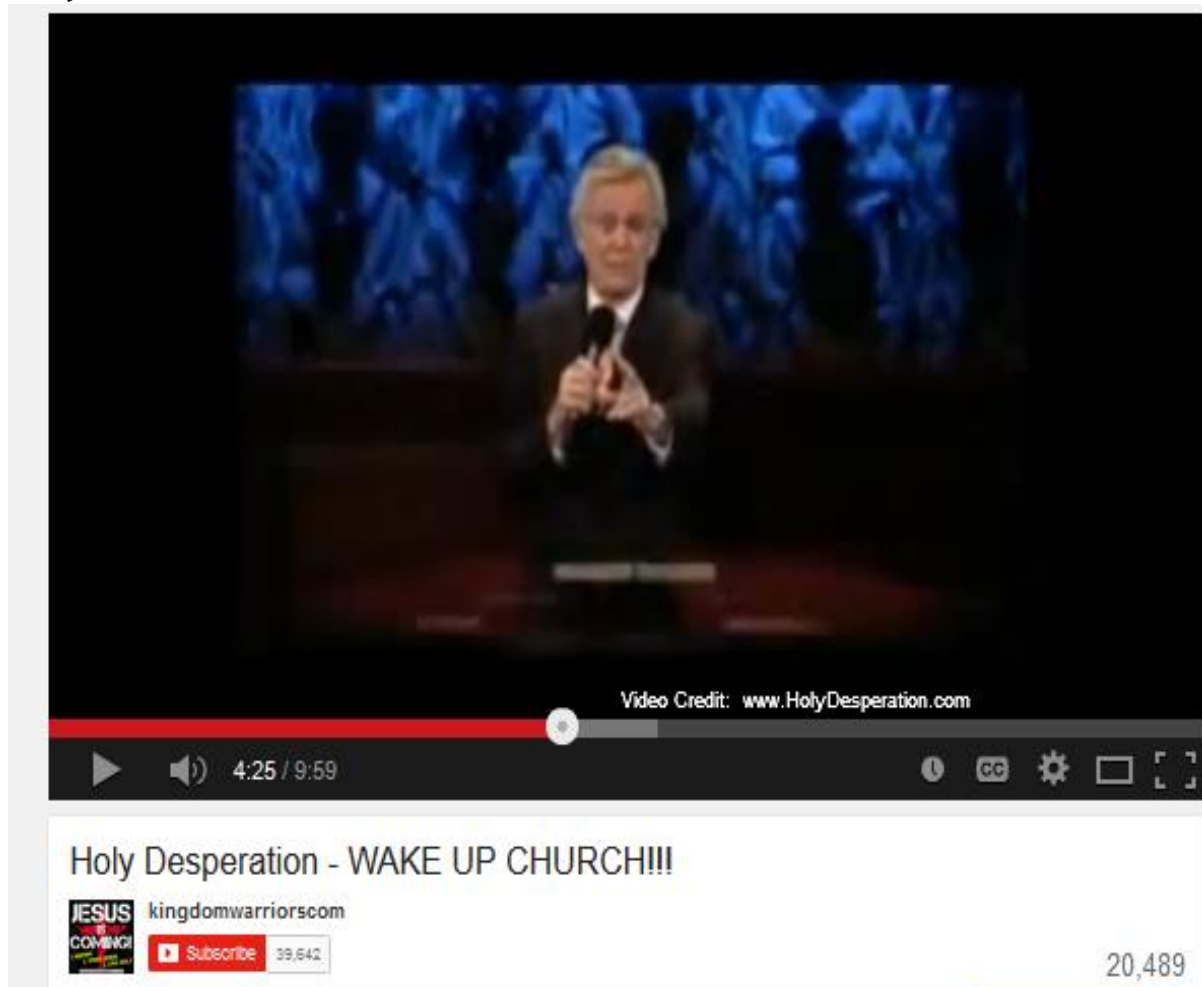 Video Credit: www.HolyDesperation.com
4:25 / 9:59
CC
Holy Desperation - WAKE UP CHURCH!!!
JESUS
IS
COMING!
kingdomwarriorscom
Subscribe 39,642
20,489